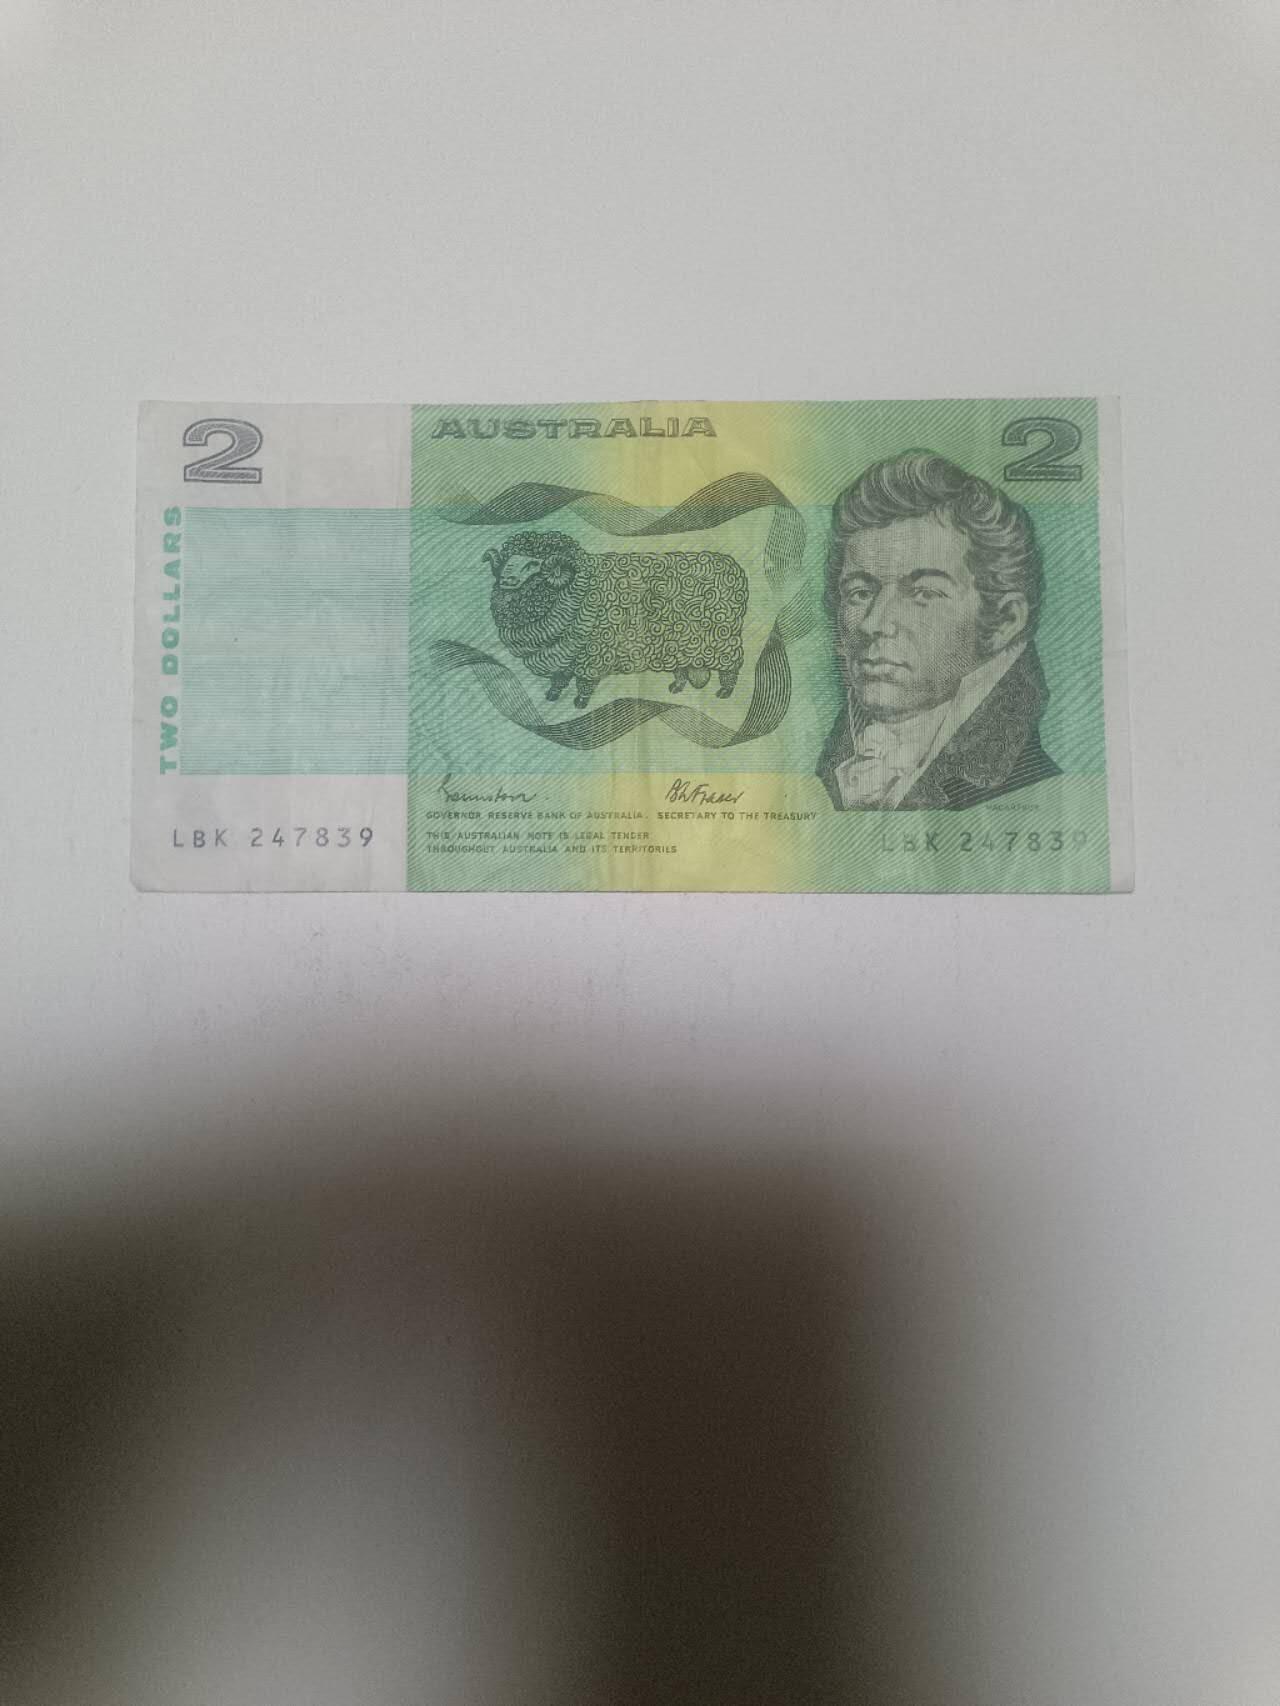 2
AUSTRALIA
2
TWO DOLLARS
GOVERNOR RESERVE BANK OF AUSTRALIA.
SECRETARY TO THE TREASURY
THIS AUSTRALIAN NOTE IS LEGAL TENDER
THROUGHOUT AUSTRALIA AND ITS TERRITORIES
MACARTHUR
LBK 247839
LBK 247839